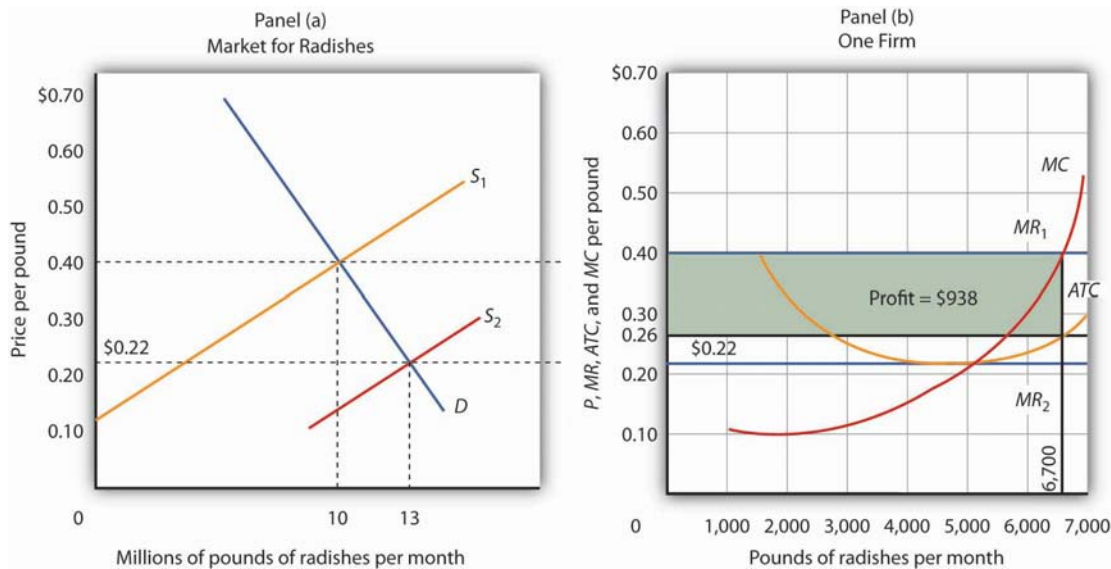 Panel (a)
Market for Radishes
Price per pound
$0.70
0.60
0.50
0.40
0.30
$0.22
0.20
0.10
0
S1
S2
D
10
13
Millions of pounds of radishes per month
Panel (b)
One Firm
P, MR, ATC, and MC per pound
$0.70
0.60
0.50
0.40
0.30
0.26
$0.22
0.20
0.10
0
MC
MR1
ATC
Profit = $938
MR2
6,700
1,000
2,000
3,000
4,000
5,000
6,000
7,000
Pounds of radishes per month